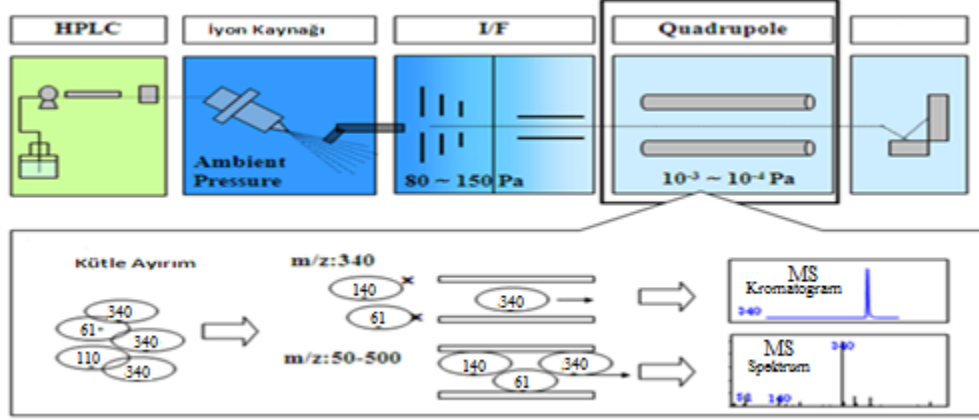 HPLC
İyon Kaynağı
I/F
Quadrupole
Ambient
Pressure
80 ~ 150 Pa
10⁻³ ~ 10⁻⁴ Pa
Kütle Ayırım
340
61+
340
110
340
m/z:340
140
61
340
MS
Kromatogram
340
m/z:50-500
140
340
61
MS
340
Spektrum
140